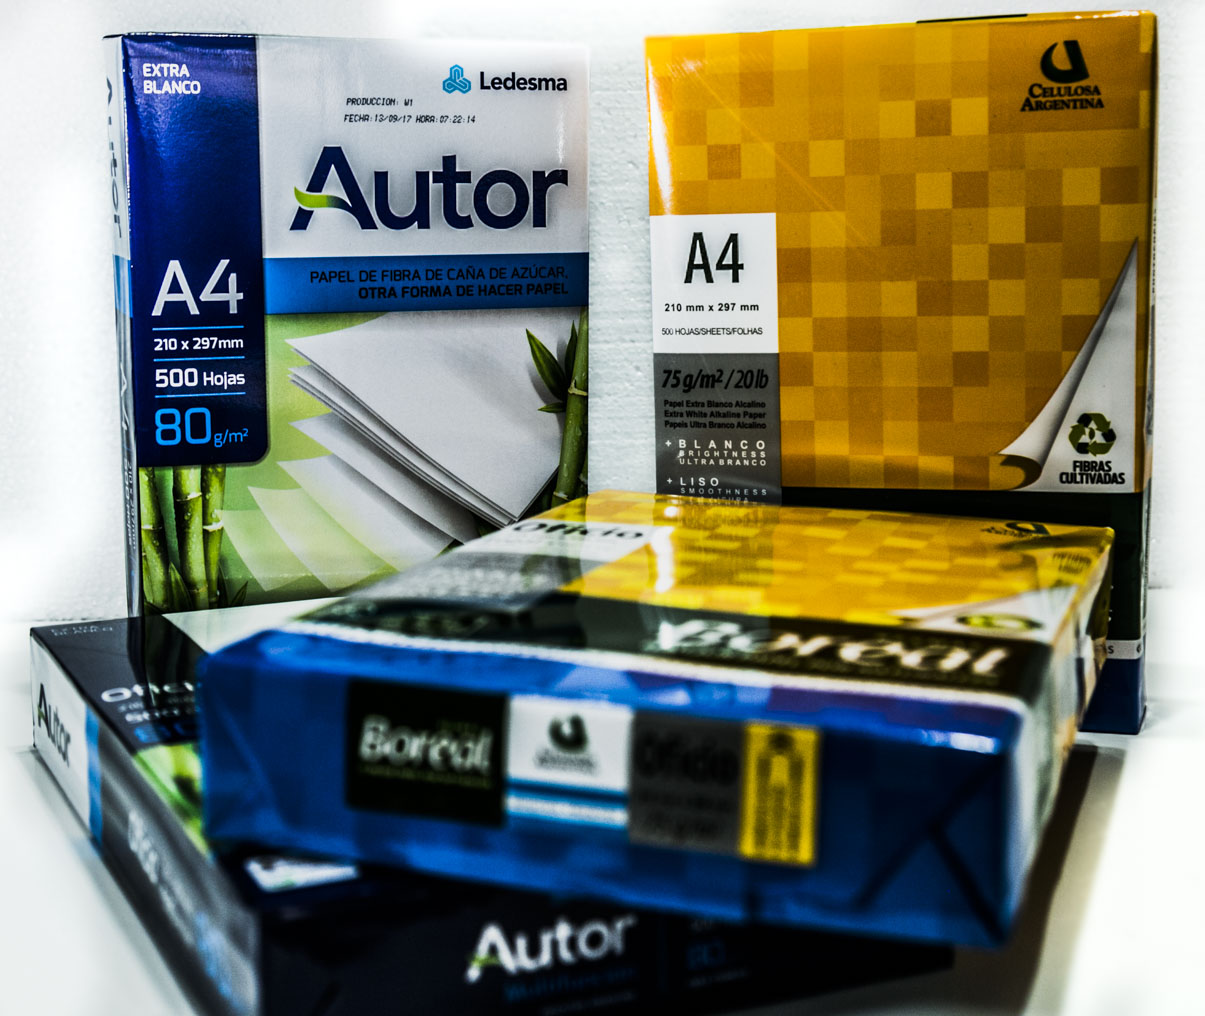 EXTRA
BLANCO
Ledesma
PRODUCCION: W1
FECHA:13/09/17 HORA:07:22:14
Autor
PAPEL DE FIBRA DE CAÑA DE AZÚCAR,
OTRA FORMA DE HACER PAPEL
A4
210 x 297mm
500 Hojas
80g/m²
Autor
CELULOSA
ARGENTINA
A4
210 mm x 297 mm
500 HOJAS/SHEETS/FOLHAS
75 g/m² / 20 lb
Papel Extra Blanco Alcalino
Extra White Alkaline Paper
Papeis Ultra Branco Alcalino
+ BLANCO
BRIGHTNESS
ULTRA BRANCO
+ LISO
SMOOTHNESS
FIBRAS
CULTIVADAS
Oficio
Boreal
Boreal
Oficio
Autor
Oficio
Autor